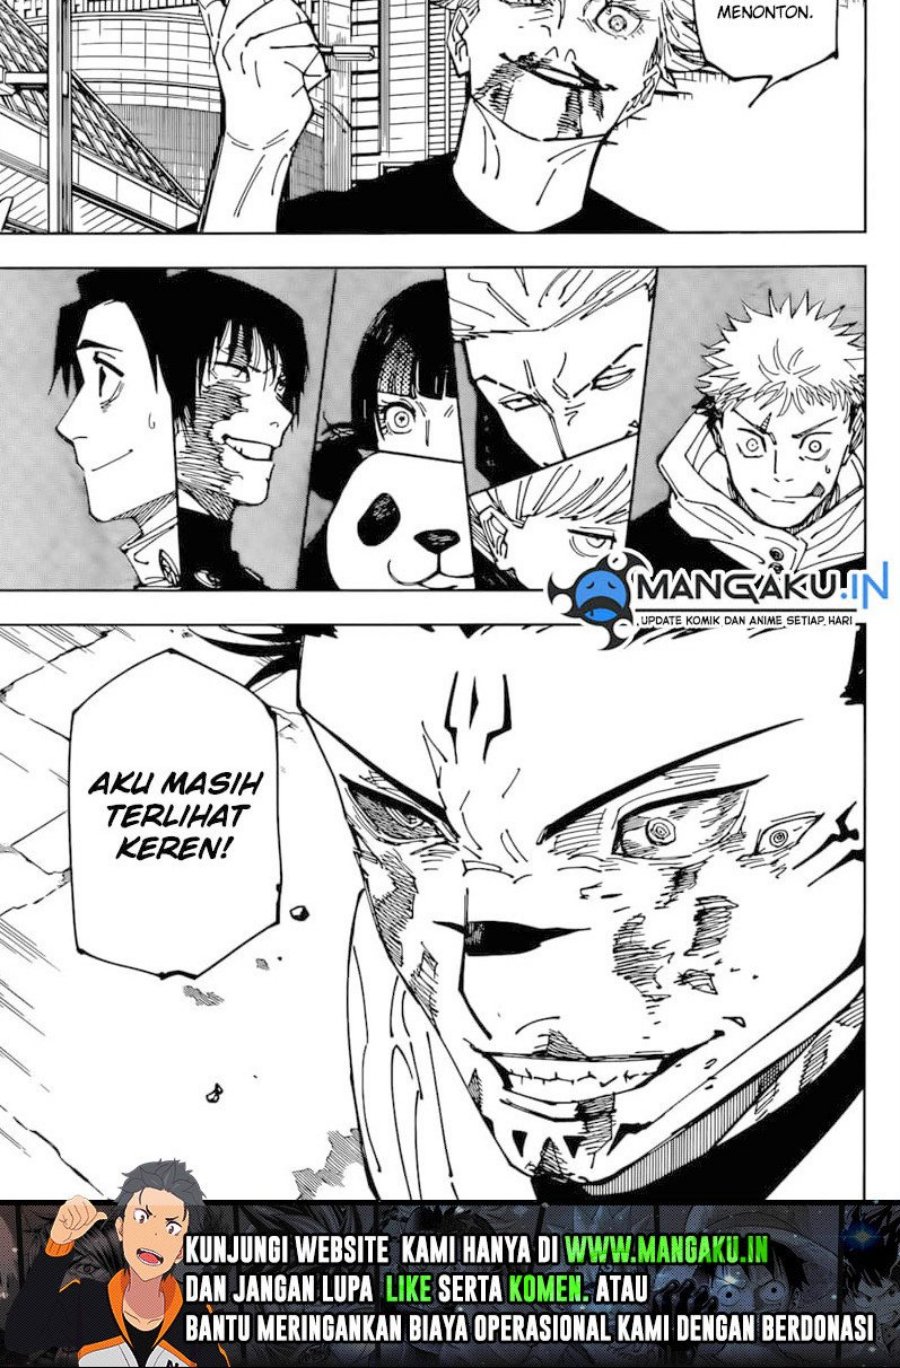 MENONTON.
MANGAKU.IN
UPDATE KOMIK DAN ANIME SETIAP HARI
AKU MASIH
TERLIHAT
KEREN!
KUNJUNGI WEBSITE KAMI HANYA DI WWW.MANGAKU.IN
DAN JANGAN LUPA LIKE SERTA KOMEN. ATAU
BANTU MERINGANKAN BIAYA OPERASIONAL KAMI DENGAN BERDONASI